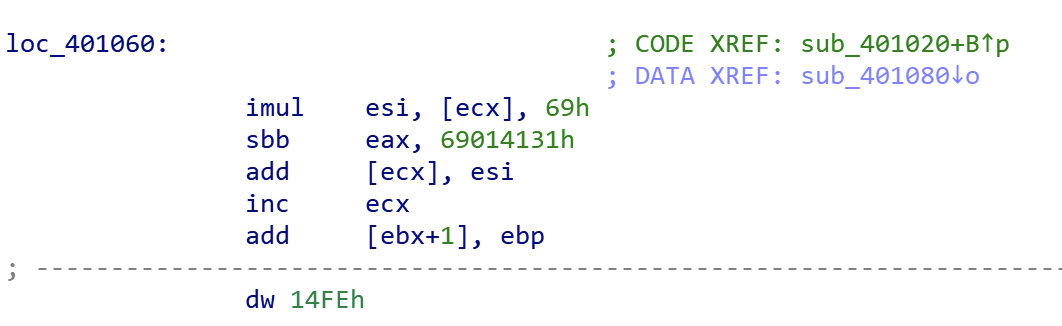 loc_401060: ; CODE XREF: sub_401020+B↑p
; DATA XREF: sub_401080↓o
imul esi, [ecx], 69h
sbb eax, 69014131h
add [ecx], esi
inc ecx
add [ebx+1], ebp
; ---------------------------------------------------------------------------
dw 14FEh